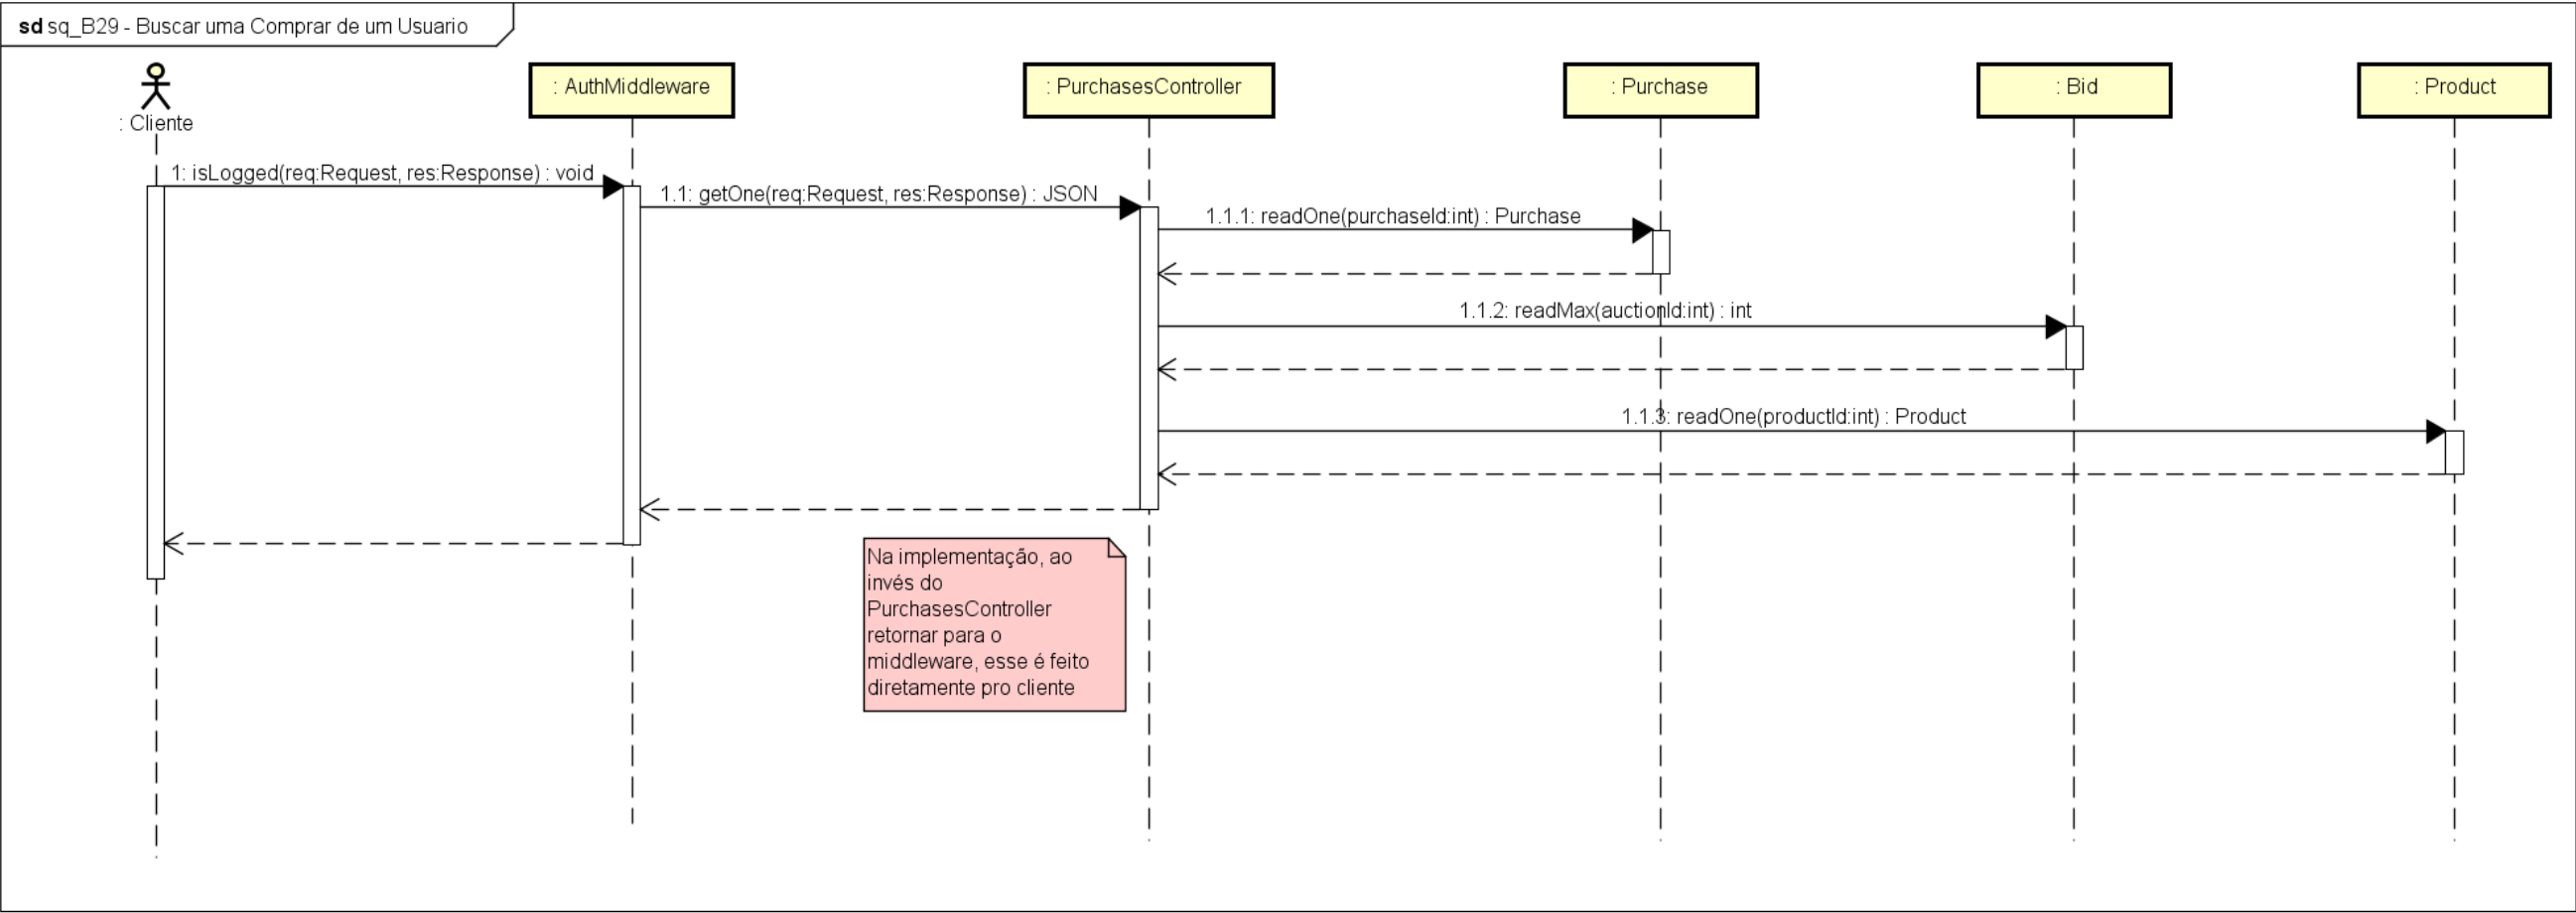 sd sq_B29 - Buscar uma Comprar de um Usuario
: Cliente
: AuthMiddleware
: PurchasesController
: Purchase
: Bid
: Product
1: isLogged(req:Request, res:Response) : void
1.1: getOne(req:Request, res:Response) : JSON
1.1.1: readOne(purchaseId:int) : Purchase
1.1.2: readMax(auctionId:int) : int
1.1.3: readOne(productId:int) : Product
Na implementação, ao
invés do
PurchasesController
retornar para o
middleware, esse é feito
diretamente pro cliente